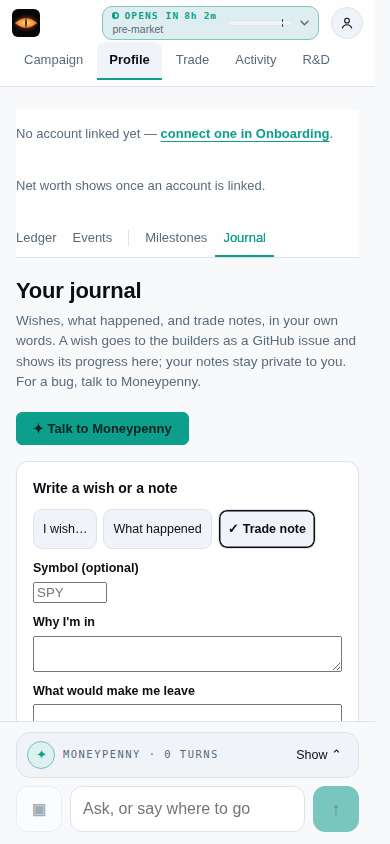 OPENS IN 8h 2m
pre-market
Campaign Profile Trade Activity R&D
No account linked yet — connect one in Onboarding.
Net worth shows once an account is linked.
Ledger Events Milestones Journal
Your journal
Wishes, what happened, and trade notes, in your own
words. A wish goes to the builders as a GitHub issue and
shows its progress here; your notes stay private to you.
For a bug, talk to Moneypenny.
✦ Talk to Moneypenny
Write a wish or a note
I wish… What happened ✓ Trade note
Symbol (optional)
SPY
Why I'm in
What would make me leave
MONEYPENNY · 0 TURNS Show
Ask, or say where to go